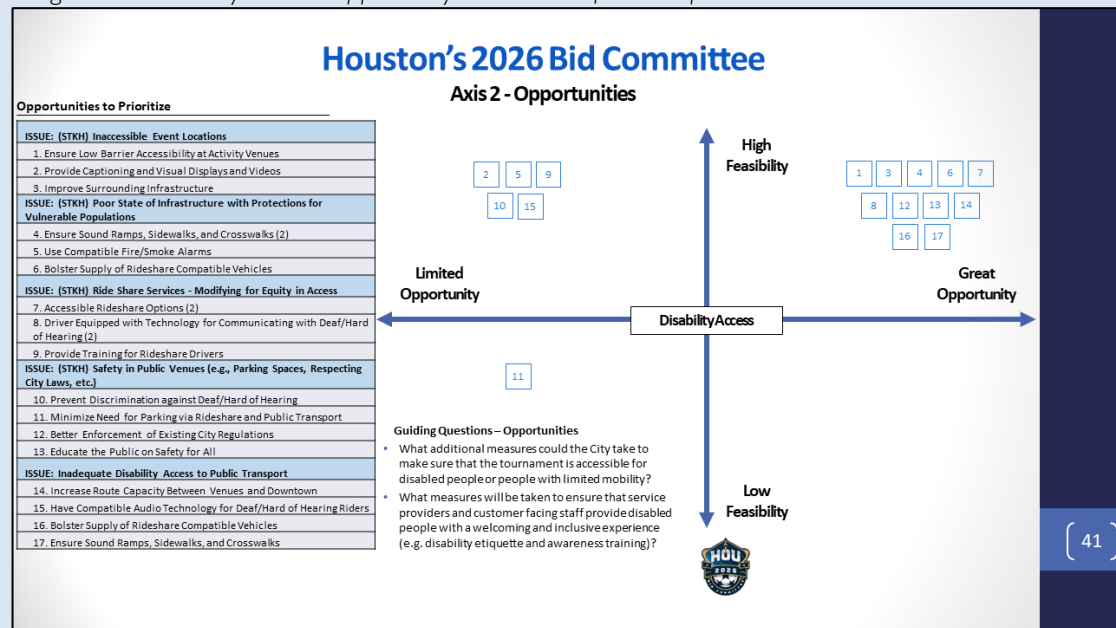 Houston's 2026 Bid Committee
Axis 2 - Opportunities
Opportunities to Prioritize
ISSUE: (STKH) Inaccessible Event Locations
1. Ensure Low Barrier Accessibility at Activity Venues
2. Provide Captioning and Visual Displays and Videos
3. Improve Surrounding Infrastructure
ISSUE: (STKH) Poor State of Infrastructure with Protections for
Vulnerable Populations
4. Ensure Sound Ramps, Sidewalks, and Crosswalks (2)
5. Use Compatible Fire/Smoke Alarms
6. Bolster Supply of Rideshare Compatible Vehicles
ISSUE: (STKH) Ride Share Services - Modifying for Equity in Access
7. Accessible Rideshare Options (2)
8. Driver Equipped with Technology for Communicating with Deaf/Hard
of Hearing (2)
9. Provide Training for Rideshare Drivers
ISSUE: (STKH) Safety in Public Venues (e.g., Parking Spaces, Respecting
City Laws, etc.)
10. Prevent Discrimination against Deaf/Hard of Hearing
11. Minimize Need for Parking via Rideshare and Public Transport
12. Better Enforcement of Existing City Regulations
13. Educate the Public on Safety for All
ISSUE: Inadequate Disability Access to Public Transport
14. Increase Route Capacity Between Venues and Downtown
15. Have Compatible Audio Technology for Deaf/Hard of Hearing Riders
16. Bolster Supply of Rideshare Compatible Vehicles
17. Ensure Sound Ramps, Sidewalks, and Crosswalks
High
Feasibility
2 5 9
10 15
1 3 4 6 7
8 12 13 14
16 17
Limited
Opportunity
Great
Opportunity
Disability Access
11
Guiding Questions – Opportunities
• What additional measures could the City take to
make sure that the tournament is accessible for
disabled people or people with limited mobility?
• What measures will be taken to ensure that service
providers and customer facing staff provide disabled
people with a welcoming and inclusive experience
(e.g. disability etiquette and awareness training)?
Low
Feasibility
HOU
2026
41